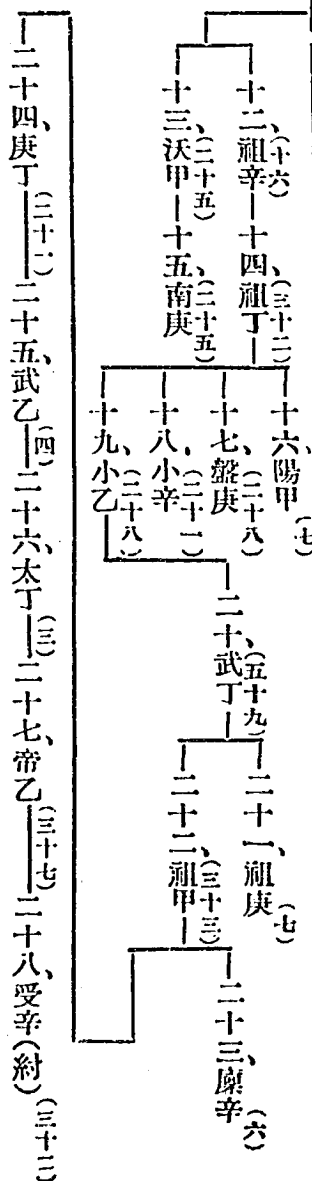 十二、祖辛(十六)
十四、祖丁(三十二)
十三、沃甲(二十五)
十五、南庚(二十五)
十六、陽甲(七)
十七、盤庚(二十八)
十八、小辛(二十一)
十九、小乙(二十八)
二十、武丁(五十九)
二十一、祖庚(七)
二十二、祖甲(三十三)
二十三、廩辛(六)
二十四、庚丁(二十一)
二十五、武乙(四)
二十六、太丁(三)
二十七、帝乙(三十七)
二十八、受辛(紂)(三十二)